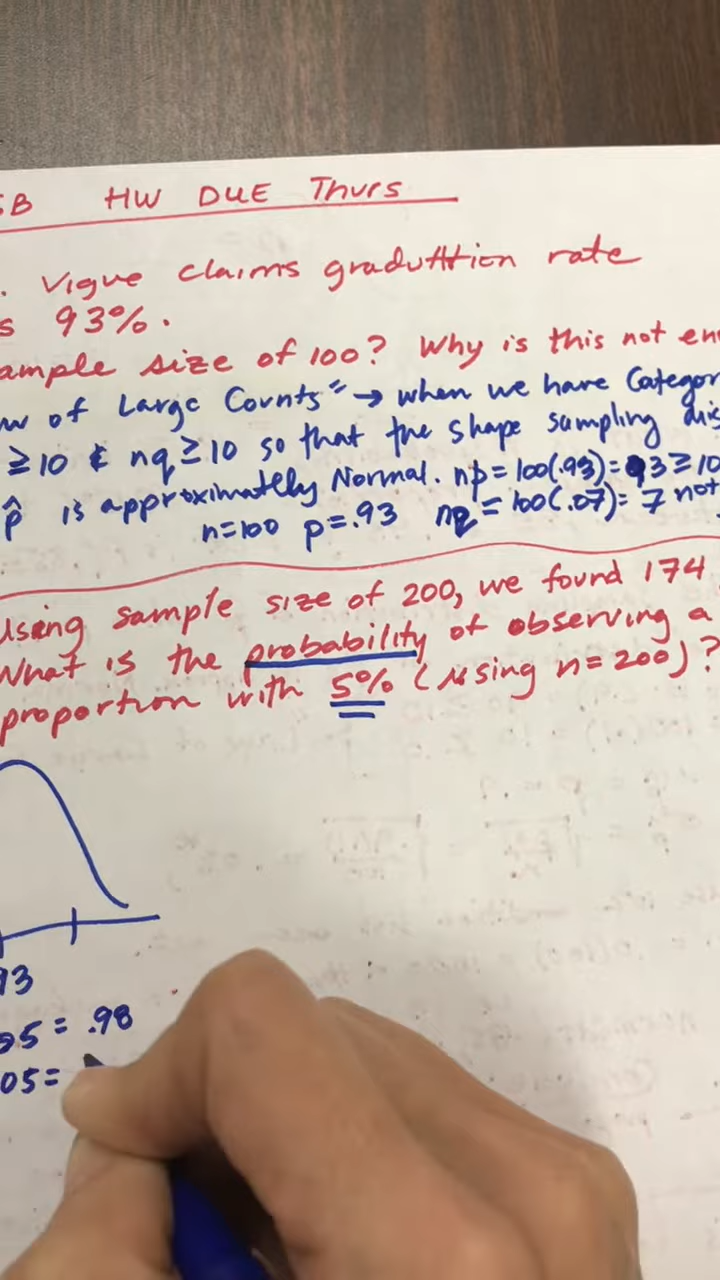 5B HW DUE Thurs
. Vigue claims graduttion rate
s 93%.
ample size of 100? Why is this not en
w of Large Counts" → when we have Categor
≥10 & nq ≥10 so that the shape sampling dis
p̂ is approximately Normal. np = 100(.93) = 93 ≥ 10
n=100 p=.93 nq = 100(.07) = 7 not
Using sample size of 200, we found 174
What is the probability of observing a
proportion with 5% (using n=200)?
93
05 = .98
05 =